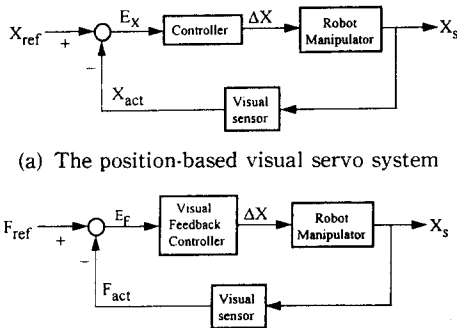 X_ref + − E_X Controller ΔX Robot Manipulator X_s
X_act Visual sensor
(a) The position-based visual servo system
F_ref + − E_F Visual Feedback Controller ΔX Robot Manipulator X_s
F_act Visual sensor